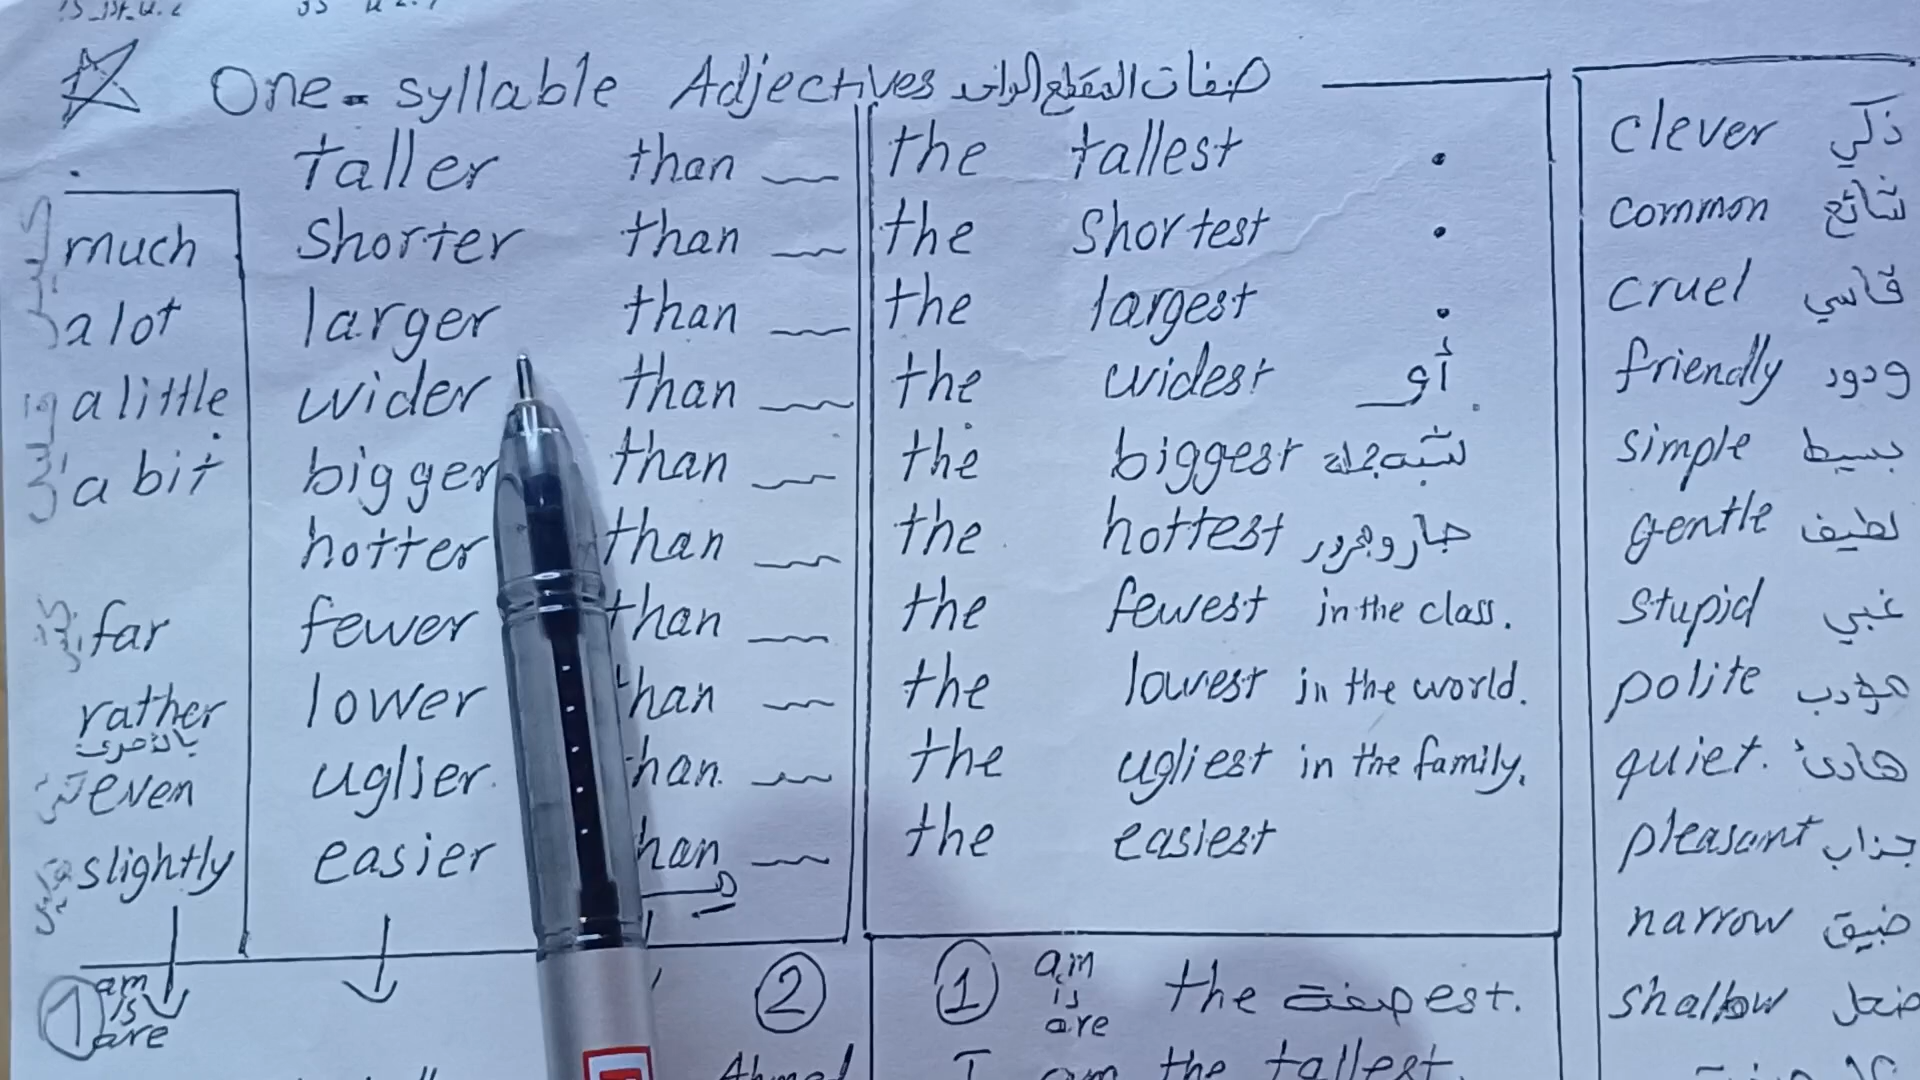 One-syllable Adjectives صفات المقطع الواحد
taller than the tallest .
much shorter than the shortest .
a lot larger than the largest .
a little wider than the widest أو
a bit bigger than the biggest شبه جملة
hotter than the hottest جار ومجرور
far fewer than the fewest in the class.
rather lower than the lowest in the world.
بالأحرى
even uglier than the ugliest in the family.
slightly easier than the easiest
① am is are
②
① am is are the صفة est.
Ahmed
I am the tallest.
clever ذكي
common شائع
cruel قاسي
friendly ودود
simple بسيط
gentle لطيف
stupid غبي
polite مؤدب
quiet. هادئ
pleasant جذاب
narrow ضيق
shallow ضحل